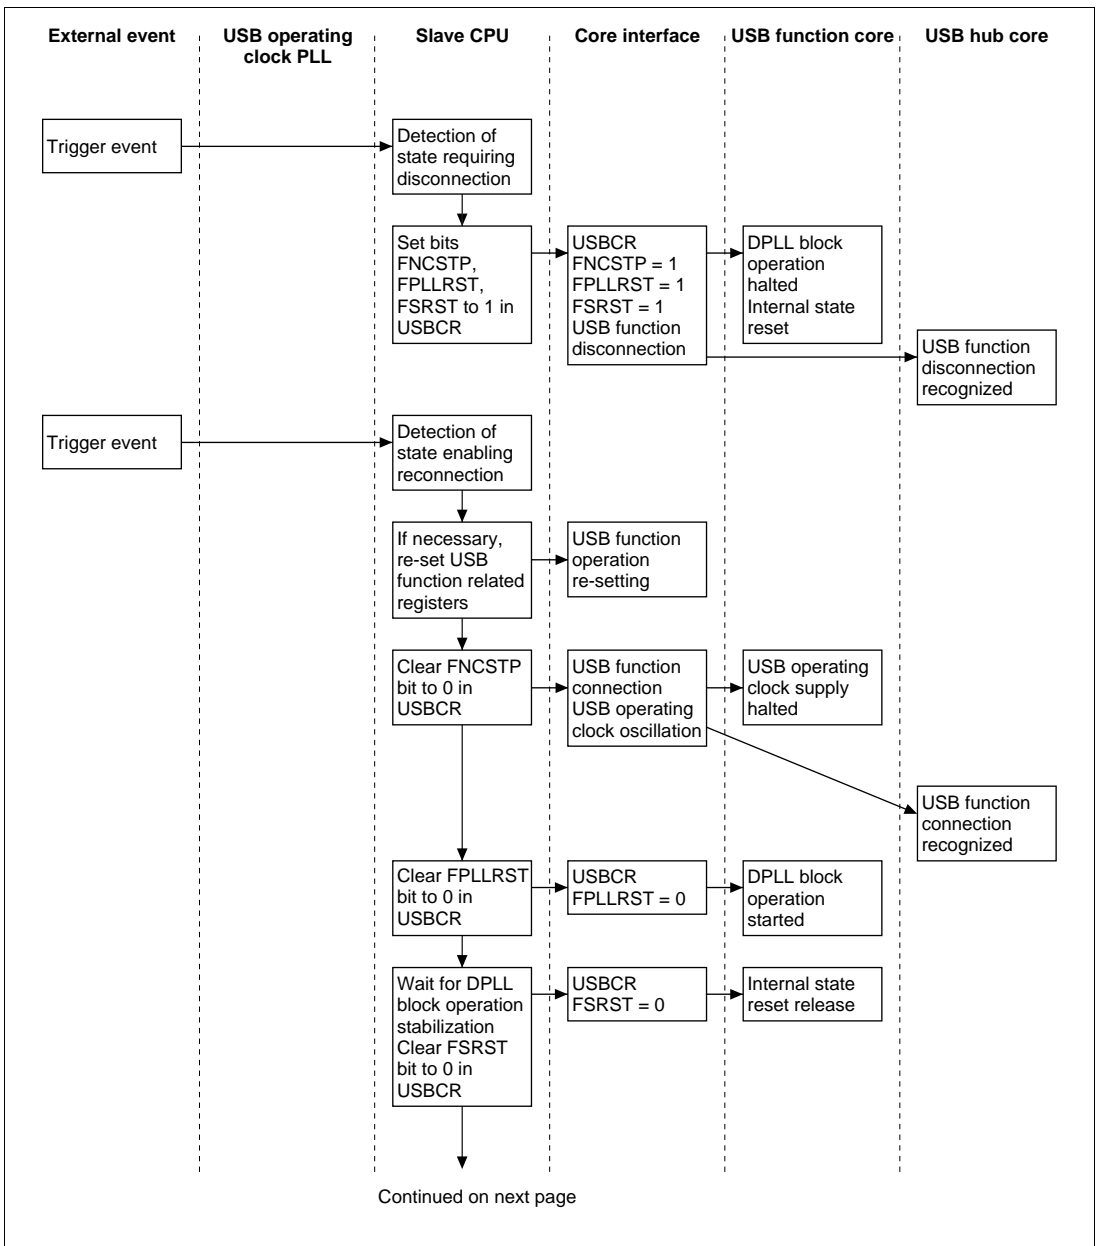 External event
USB operating
clock PLL
Slave CPU
Core interface
USB function core
USB hub core
Trigger event
Detection of
state requiring
disconnection
Set bits
FNCSTP,
FPLLRST,
FSRST to 1 in
USBCR
USBCR
FNCSTP = 1
FPLLRST = 1
FSRST = 1
USB function
disconnection
DPLL block
operation
halted
Internal state
reset
USB function
disconnection
recognized
Trigger event
Detection of
state enabling
reconnection
If necessary,
re-set USB
function related
registers
USB function
operation
re-setting
Clear FNCSTP
bit to 0 in
USBCR
USB function
connection
USB operating
clock oscillation
USB operating
clock supply
halted
USB function
connection
recognized
Clear FPLLRST
bit to 0 in
USBCR
USBCR
FPLLRST = 0
DPLL block
operation
started
Wait for DPLL
block operation
stabilization
Clear FSRST
bit to 0 in
USBCR
USBCR
FSRST = 0
Internal state
reset release
Continued on next page